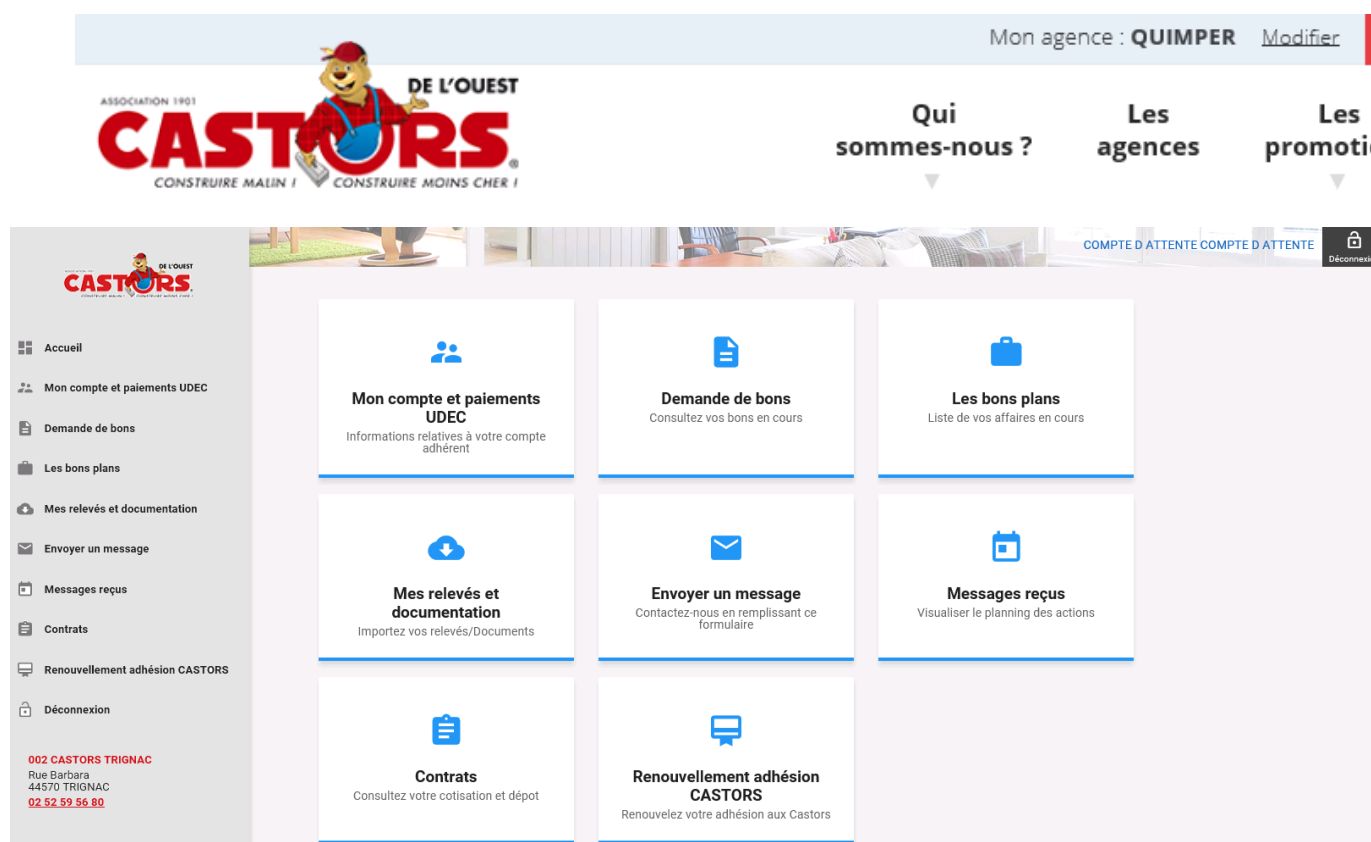 Mon agence : QUIMPER Modifier
ASSOCIATION 1901
DE L'OUEST
CASTORS
CONSTRUIRE MALIN ! CONSTRUIRE MOINS CHER !
Qui
sommes-nous ?
Les
agences
Les
promoti
DE L'OUEST
CASTORS
Accueil
Mon compte et paiements UDEC
Demande de bons
Les bons plans
Mes relevés et documentation
Envoyer un message
Messages reçus
Contrats
Renouvellement adhésion CASTORS
Déconnexion
002 CASTORS TRIGNAC
Rue Barbara
44570 TRIGNAC
02 52 59 56 80
COMPTE D ATTENTE COMPTE D ATTENTE
Déconnexi
Mon compte et paiements
UDEC
Informations relatives à votre compte
adhérent
Demande de bons
Consultez vos bons en cours
Les bons plans
Liste de vos affaires en cours
Mes relevés et
documentation
Importez vos relevés/Documents
Envoyer un message
Contactez-nous en remplissant ce
formulaire
Messages reçus
Visualiser le planning des actions
Contrats
Consultez votre cotisation et dépot
Renouvellement adhésion
CASTORS
Renouvelez votre adhésion aux Castors